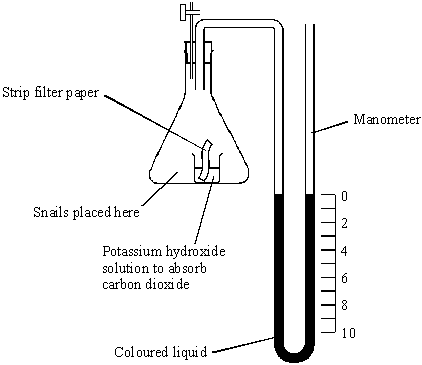 Strip filter paper
Manometer
Snails placed here
Potassium hydroxide
solution to absorb
carbon dioxide
Coloured liquid
0
2
4
6
8
10